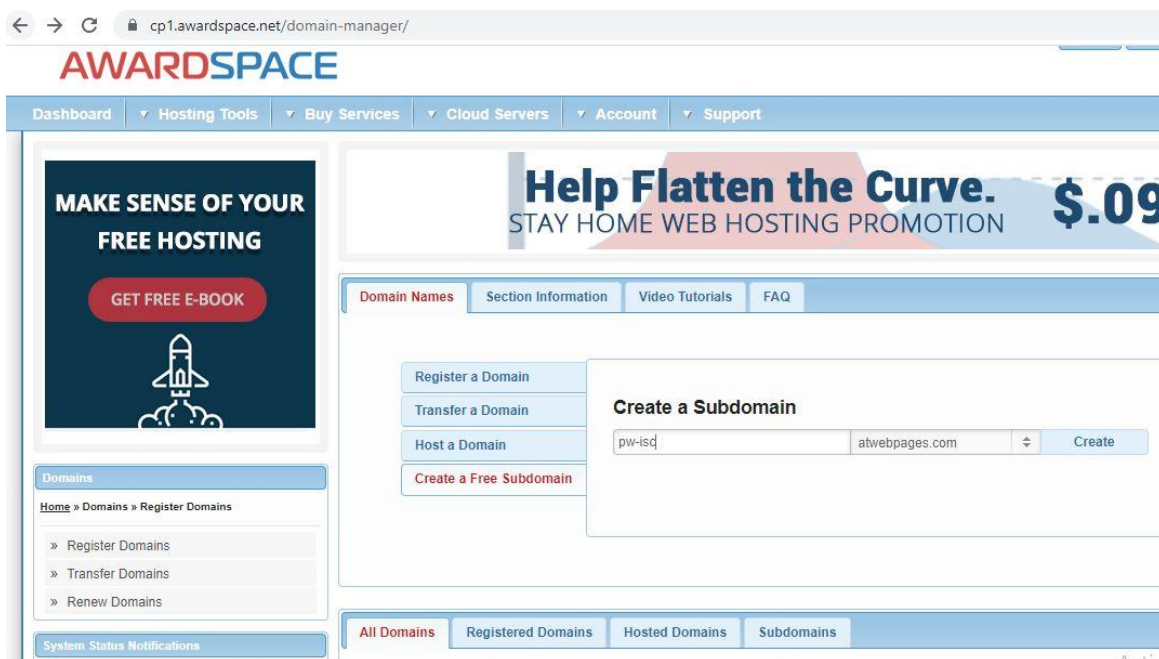 cp1.awardspace.net/domain-manager/
AWARDSPACE
Dashboard Hosting Tools Buy Services Cloud Servers Account Support
MAKE SENSE OF YOUR
FREE HOSTING
GET FREE E-BOOK
Help Flatten the Curve.
STAY HOME WEB HOSTING PROMOTION
$.09
Domain Names Section Information Video Tutorials FAQ
Register a Domain
Transfer a Domain
Host a Domain
Create a Free Subdomain
Create a Subdomain
pw-isc atwebpages.com Create
Domains
Home » Domains » Register Domains
» Register Domains
» Transfer Domains
» Renew Domains
System Status Notifications
All Domains Registered Domains Hosted Domains Subdomains